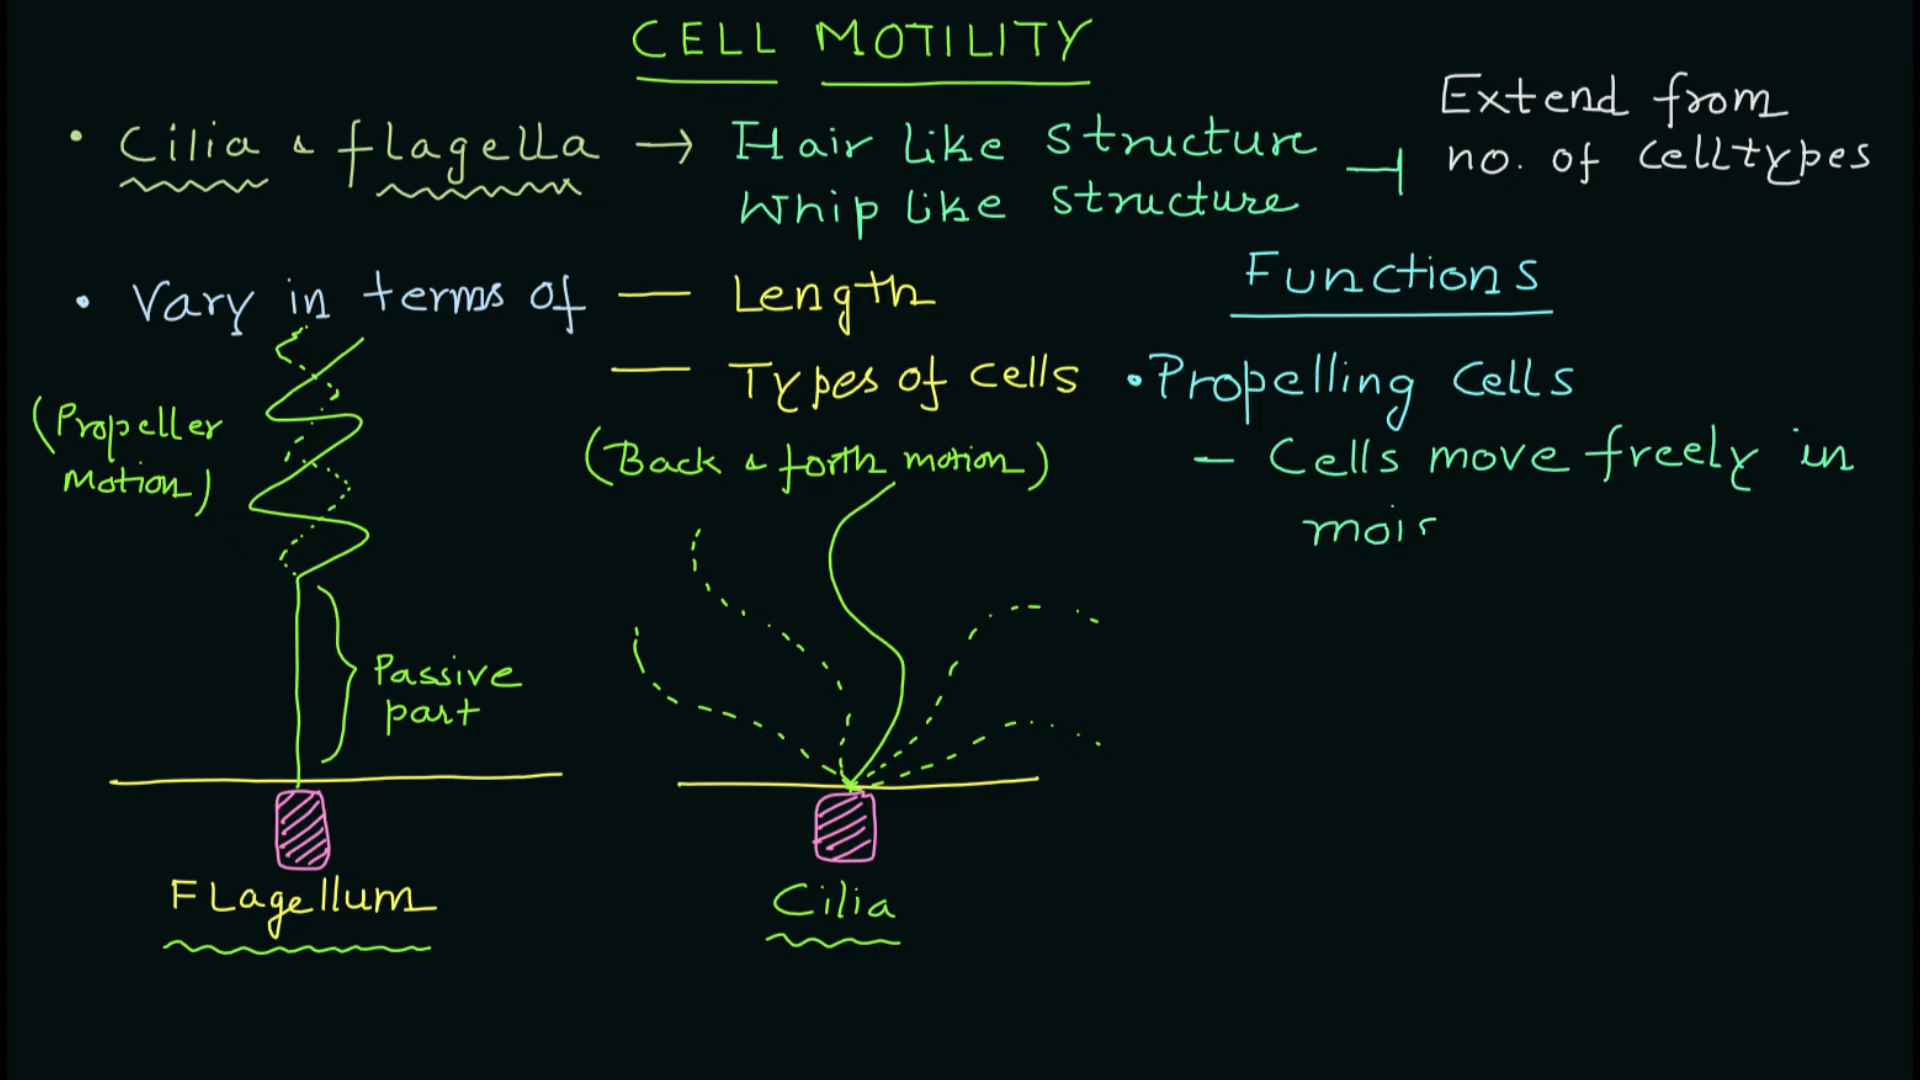 CELL MOTILITY
• Cilia & flagella → Hair like structure
Whip like structure
Extend from
no. of celltypes
• Vary in terms of — Length
— Types of cells
(Propeller
Motion)
Passive
part
FLagellum
(Back & forth motion)
Cilia
Functions
• Propelling Cells
– Cells move freely in
mois